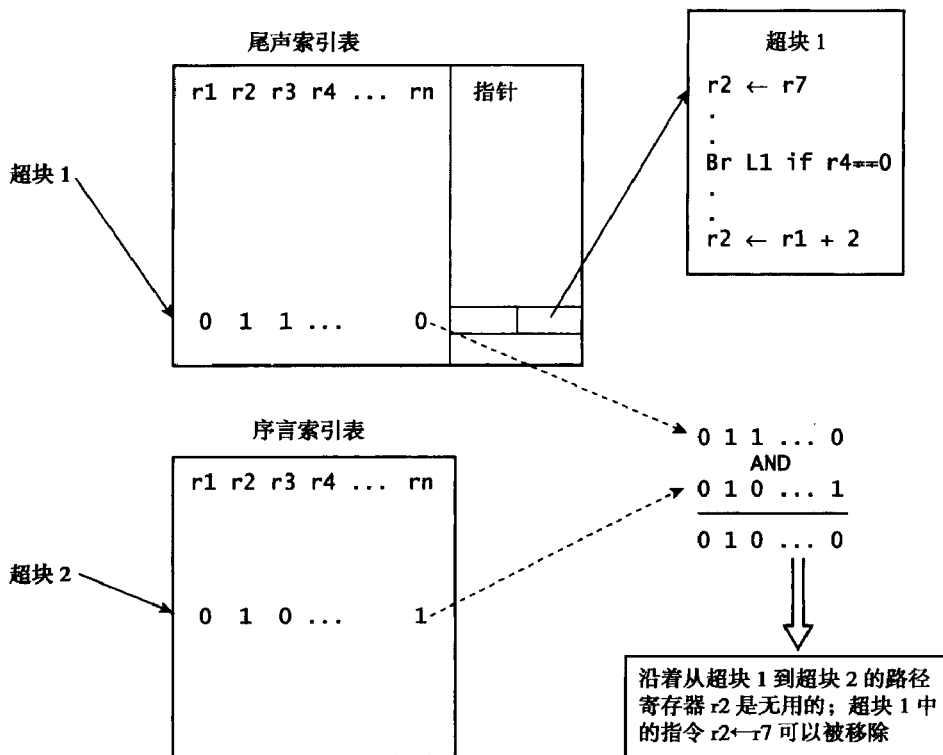 尾声索引表
r1 r2 r3 r4 ... rn 指针
超块 1
0 1 1 ... 0
超块 1
r2 ← r7
.
.
Br L1 if r4==0
.
.
r2 ← r1 + 2
序言索引表
r1 r2 r3 r4 ... rn
超块 2
0 1 0 ... 1
0 1 1 ... 0
AND
0 1 0 ... 1
0 1 0 ... 0
沿着从超块 1 到超块 2 的路径
寄存器 r2 是无用的；超块 1 中
的指令 r2←r7 可以被移除